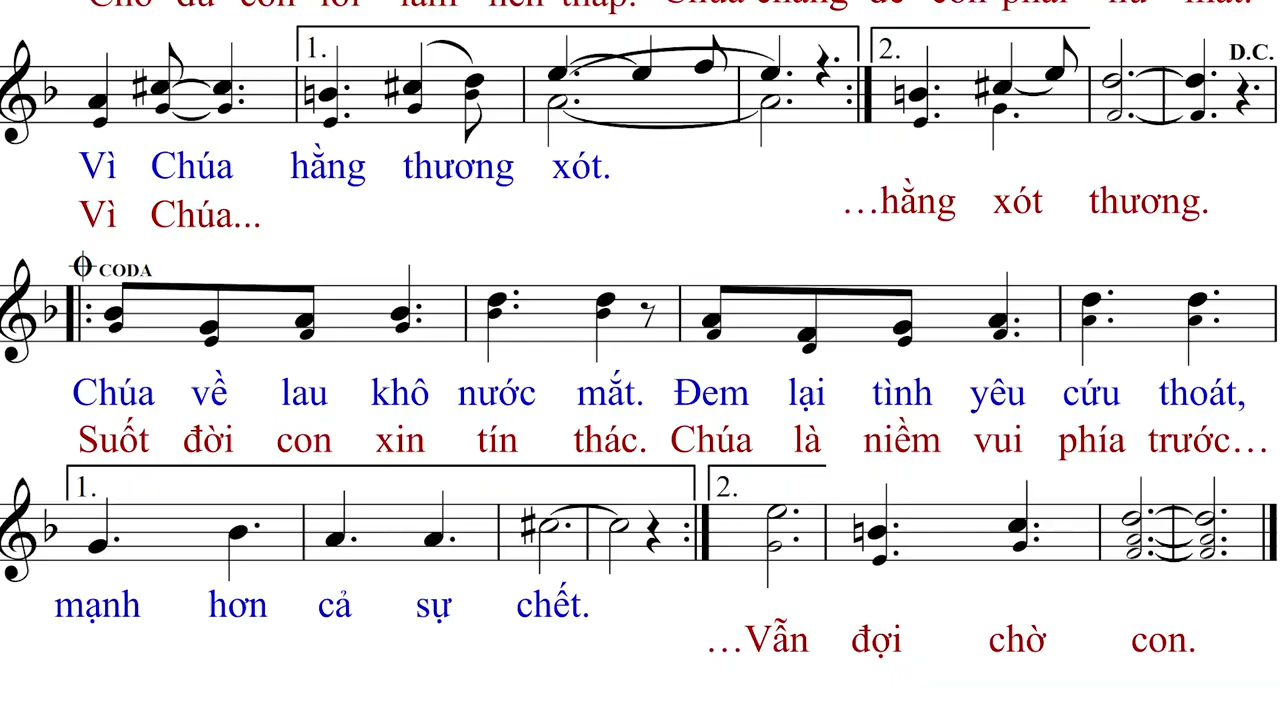 1.
2.
D.C.
Vì Chúa hằng thương xót.
Vì Chúa... …hằng xót thương.
CODA
Chúa về lau khô nước mắt. Đem lại tình yêu cứu thoát,
Suốt đời con xin tín thác. Chúa là niềm vui phía trước…
1.
2.
mạnh hơn cả sự chết.
…Vẫn đợi chờ con.